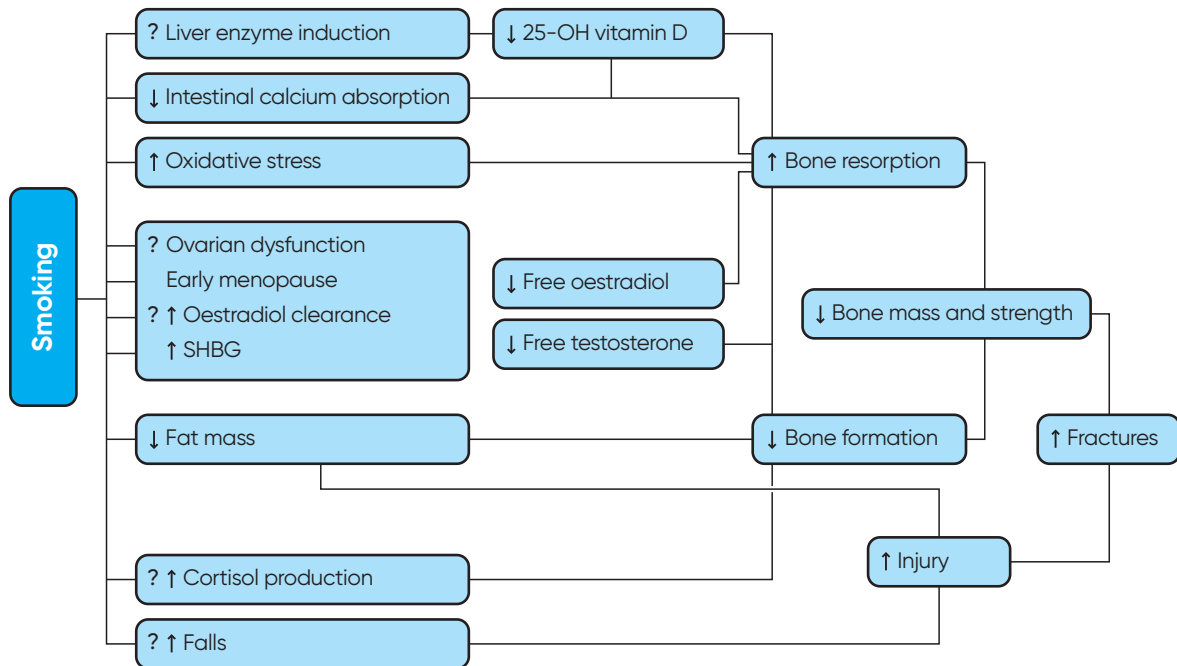 Smoking
? Liver enzyme induction
↓ 25-OH vitamin D
↓ Intestinal calcium absorption
↑ Oxidative stress
↑ Bone resorption
? Ovarian dysfunction
Early menopause
? ↑ Oestradiol clearance
↑ SHBG
↓ Free oestradiol
↓ Free testosterone
↓ Bone mass and strength
↓ Fat mass
↓ Bone formation
↑ Fractures
↑ Injury
? ↑ Cortisol production
? ↑ Falls